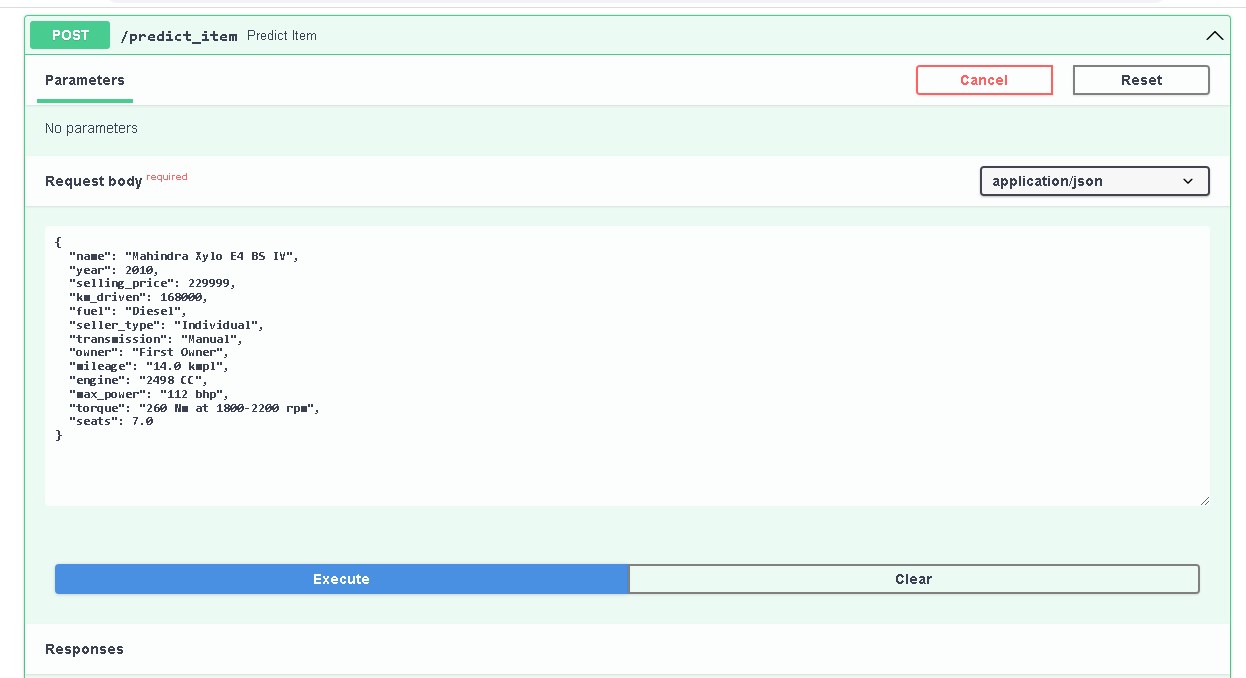 POST /predict_item Predict Item
Parameters Cancel Reset
No parameters
Request body required application/json
{
"name": "Mahindra Xylo E4 BS IV",
"year": 2010,
"selling_price": 229999,
"km_driven": 168000,
"fuel": "Diesel",
"seller_type": "Individual",
"transmission": "Manual",
"owner": "First Owner",
"mileage": "14.0 kmpl",
"engine": "2498 CC",
"max_power": "112 bhp",
"torque": "260 Nm at 1800-2200 rpm",
"seats": 7.0
}
Execute Clear
Responses